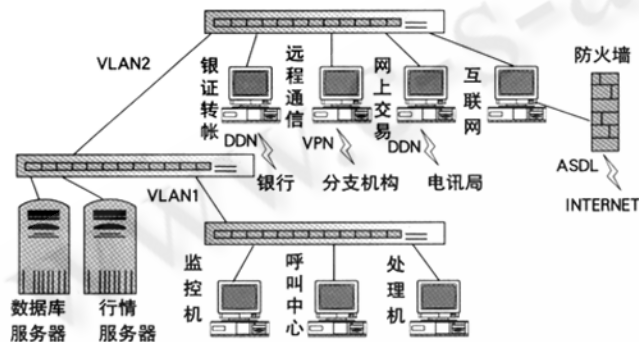 VLAN2
银证转帐
远程通信
网上交易
互联网
防火墙
DDN
VPN
DDN
银行
分支机构
电讯局
ASDL
INTERNET
VLAN1
监控机
呼叫中心
处理机
数据库
服务器
行情
服务器